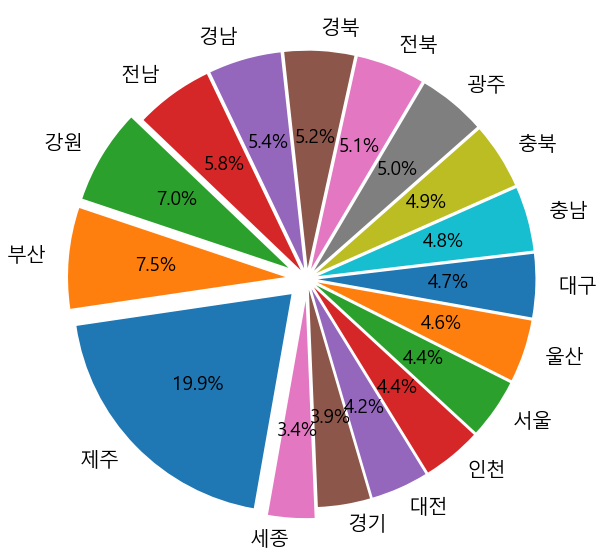 경북
경남
전북
전남
광주
강원
충북
부산
충남
대구
울산
제주
서울
인천
세종
경기
대전
5.2%
5.4%
5.1%
5.8%
5.0%
7.0%
4.9%
7.5%
4.8%
4.7%
4.6%
19.9%
4.4%
4.4%
3.4%
3.9%
4.2%